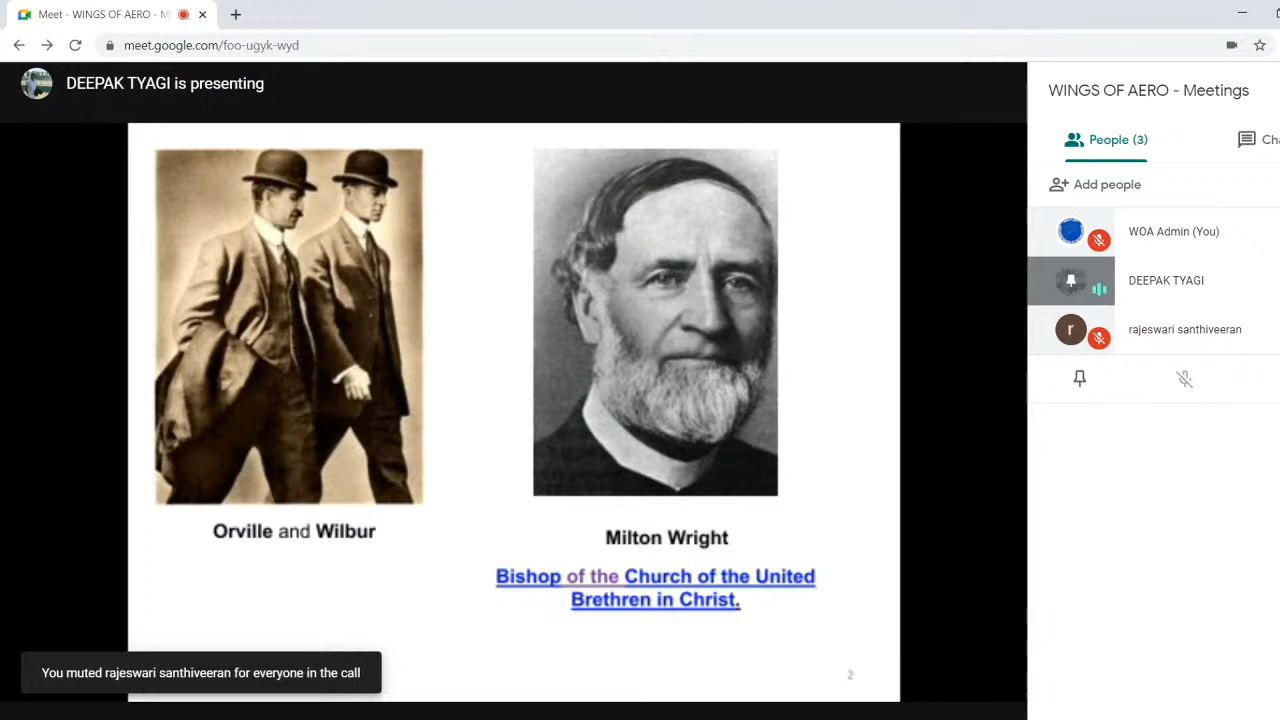 Meet - WINGS OF AERO - M
meet.google.com/foo-ugyk-wyd
DEEPAK TYAGI is presenting
Orville and Wilbur
Milton Wright
Bishop of the Church of the United
Brethren in Christ.
2
You muted rajeswari santhiveeran for everyone in the call
WINGS OF AERO - Meetings
People (3)
Cha
Add people
WOA Admin (You)
DEEPAK TYAGI
r
rajeswari santhiveeran